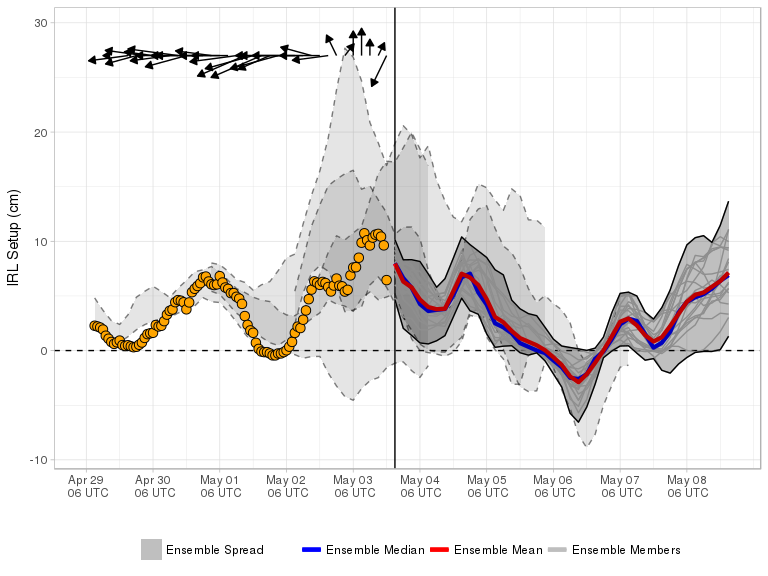 30
20
10
0
-10
IRL Setup (cm)
Apr 29 Apr 30 May 01 May 02 May 03 May 04 May 05 May 06 May 07 May 08
06 UTC 06 UTC 06 UTC 06 UTC 06 UTC 06 UTC 06 UTC 06 UTC 06 UTC 06 UTC
Ensemble Spread Ensemble Median Ensemble Mean Ensemble Members